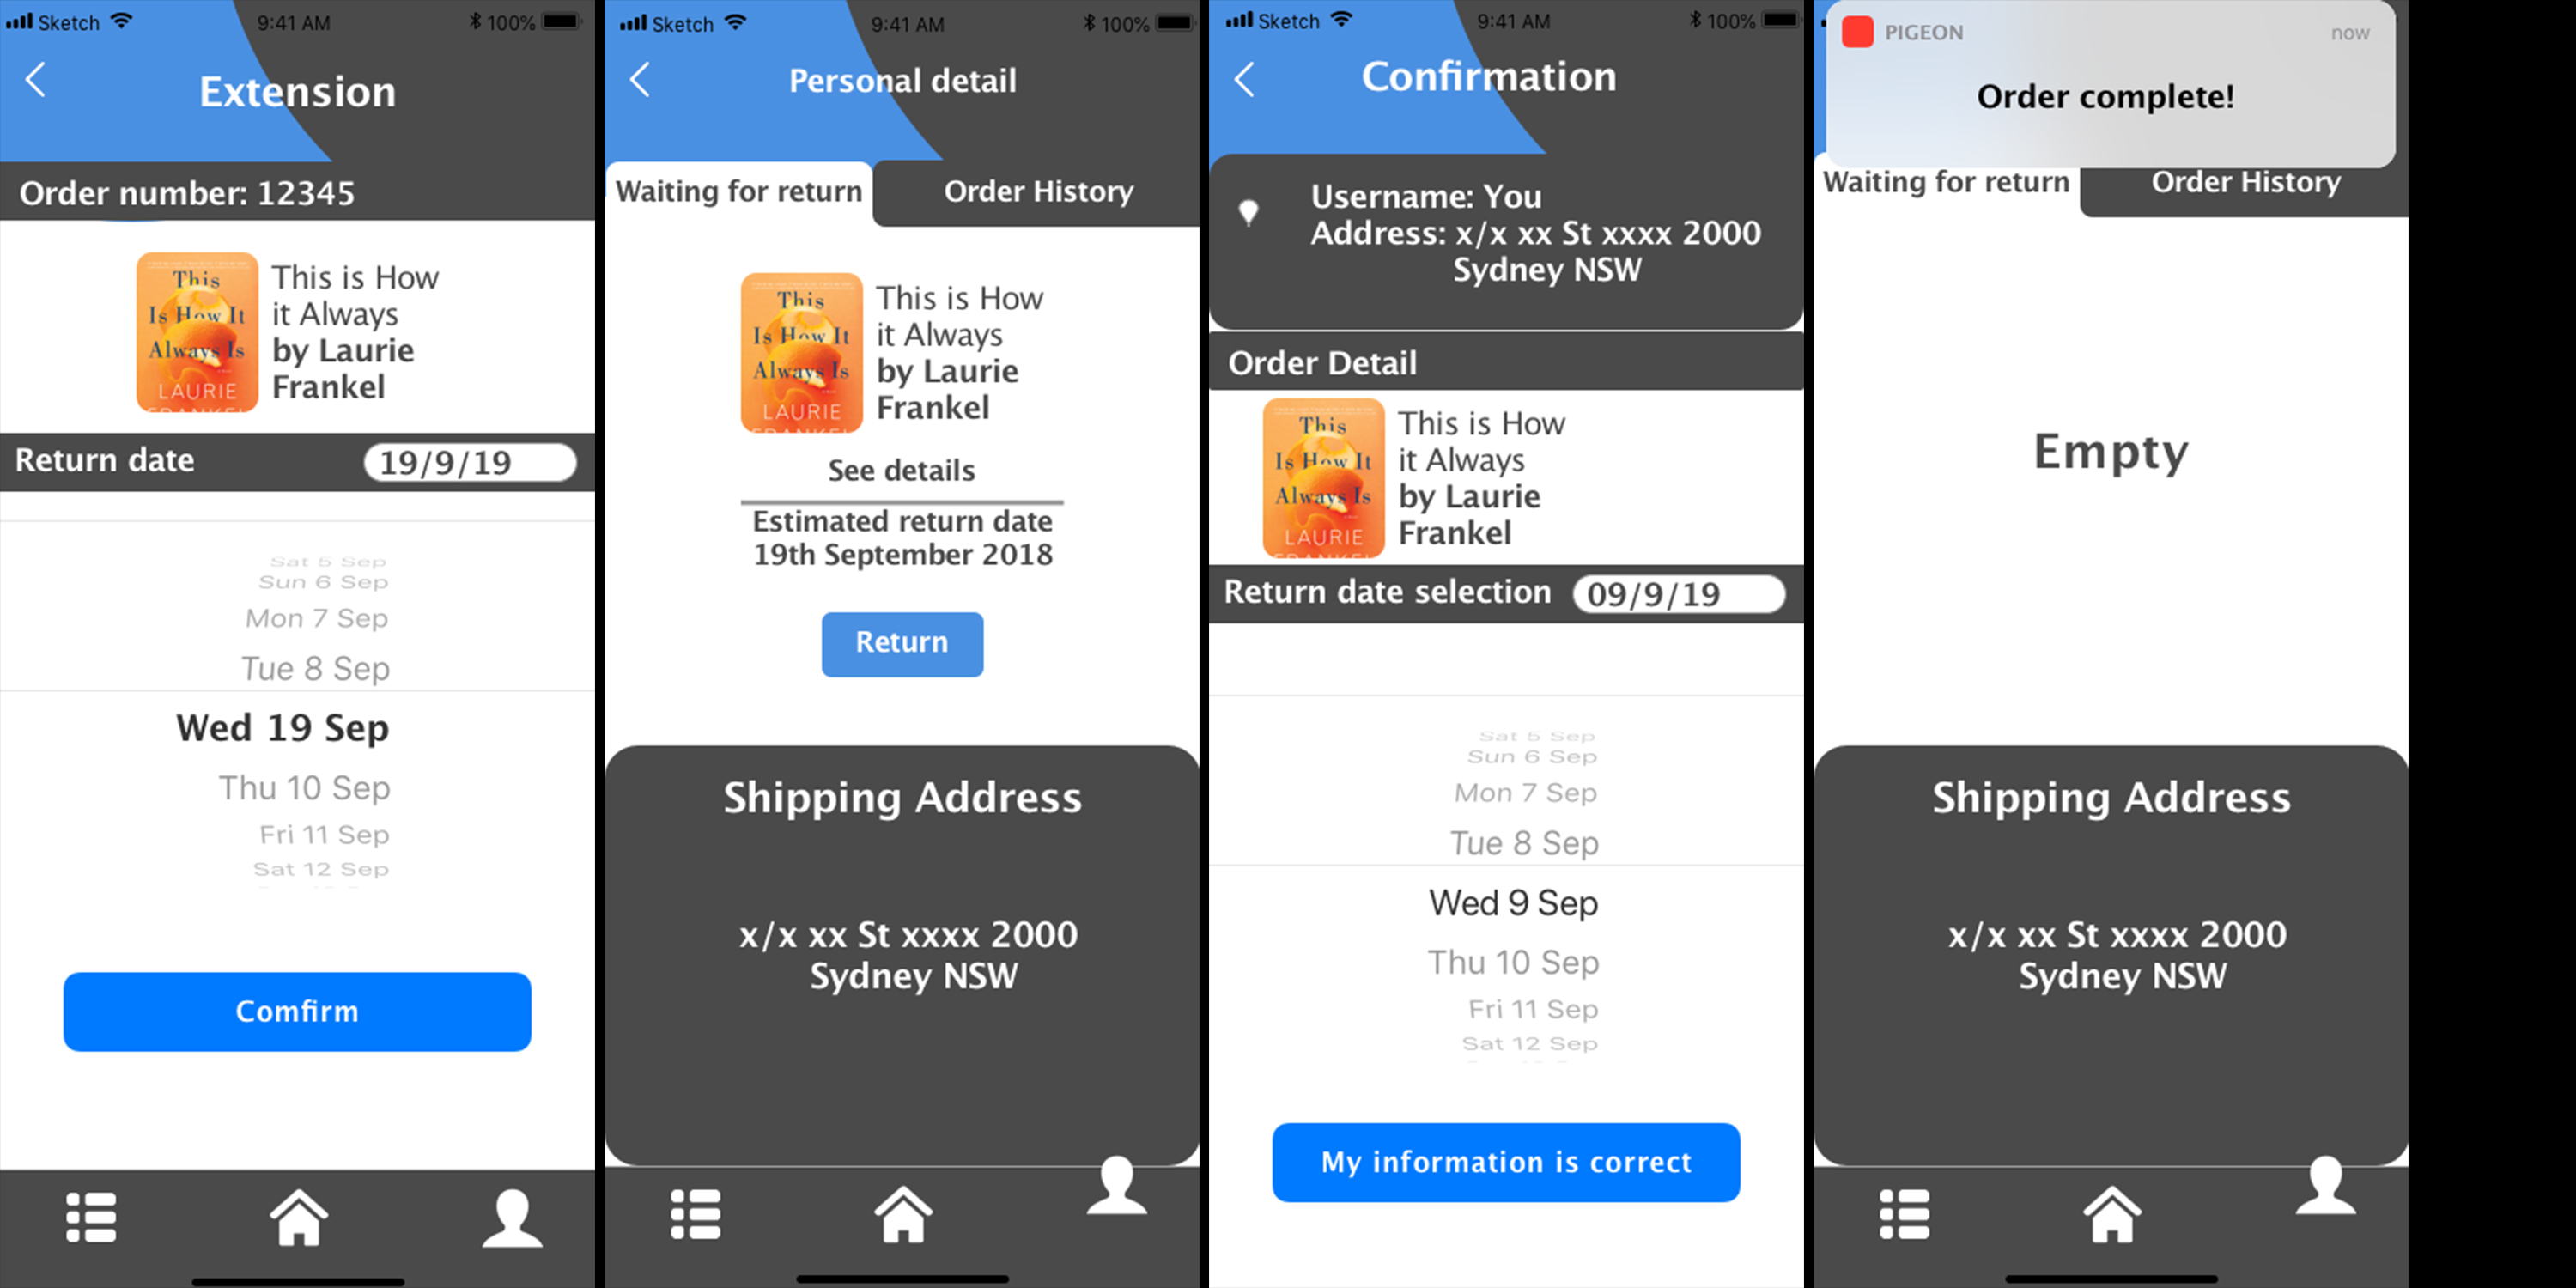 Sketch 9:41 AM 100%
Extension
Order number: 12345
This
Is How It
Always Is
LAURIE
This is How
it Always
by Laurie
Frankel
Return date 19/9/19
Sat 5 Sep
Sun 6 Sep
Mon 7 Sep
Tue 8 Sep
Wed 19 Sep
Thu 10 Sep
Fri 11 Sep
Sat 12 Sep
Comfirm
Sketch 9:41 AM 100%
Personal detail
Waiting for return Order History
This
Is How It
Always Is
LAURIE
This is How
it Always
by Laurie
Frankel
See details
Estimated return date
19th September 2018
Return
Shipping Address
x/x xx St xxxx 2000
Sydney NSW
Sketch 9:41 AM 100%
Confirmation
Username: You
Address: x/x xx St xxxx 2000
Sydney NSW
Order Detail
This
Is How It
Always Is
LAURIE
This is How
it Always
by Laurie
Frankel
Return date selection 09/9/19
Sat 5 Sep
Sun 6 Sep
Mon 7 Sep
Tue 8 Sep
Wed 9 Sep
Thu 10 Sep
Fri 11 Sep
Sat 12 Sep
My information is correct
PIGEON now
Order complete!
Waiting for return Order History
Empty
Shipping Address
x/x xx St xxxx 2000
Sydney NSW